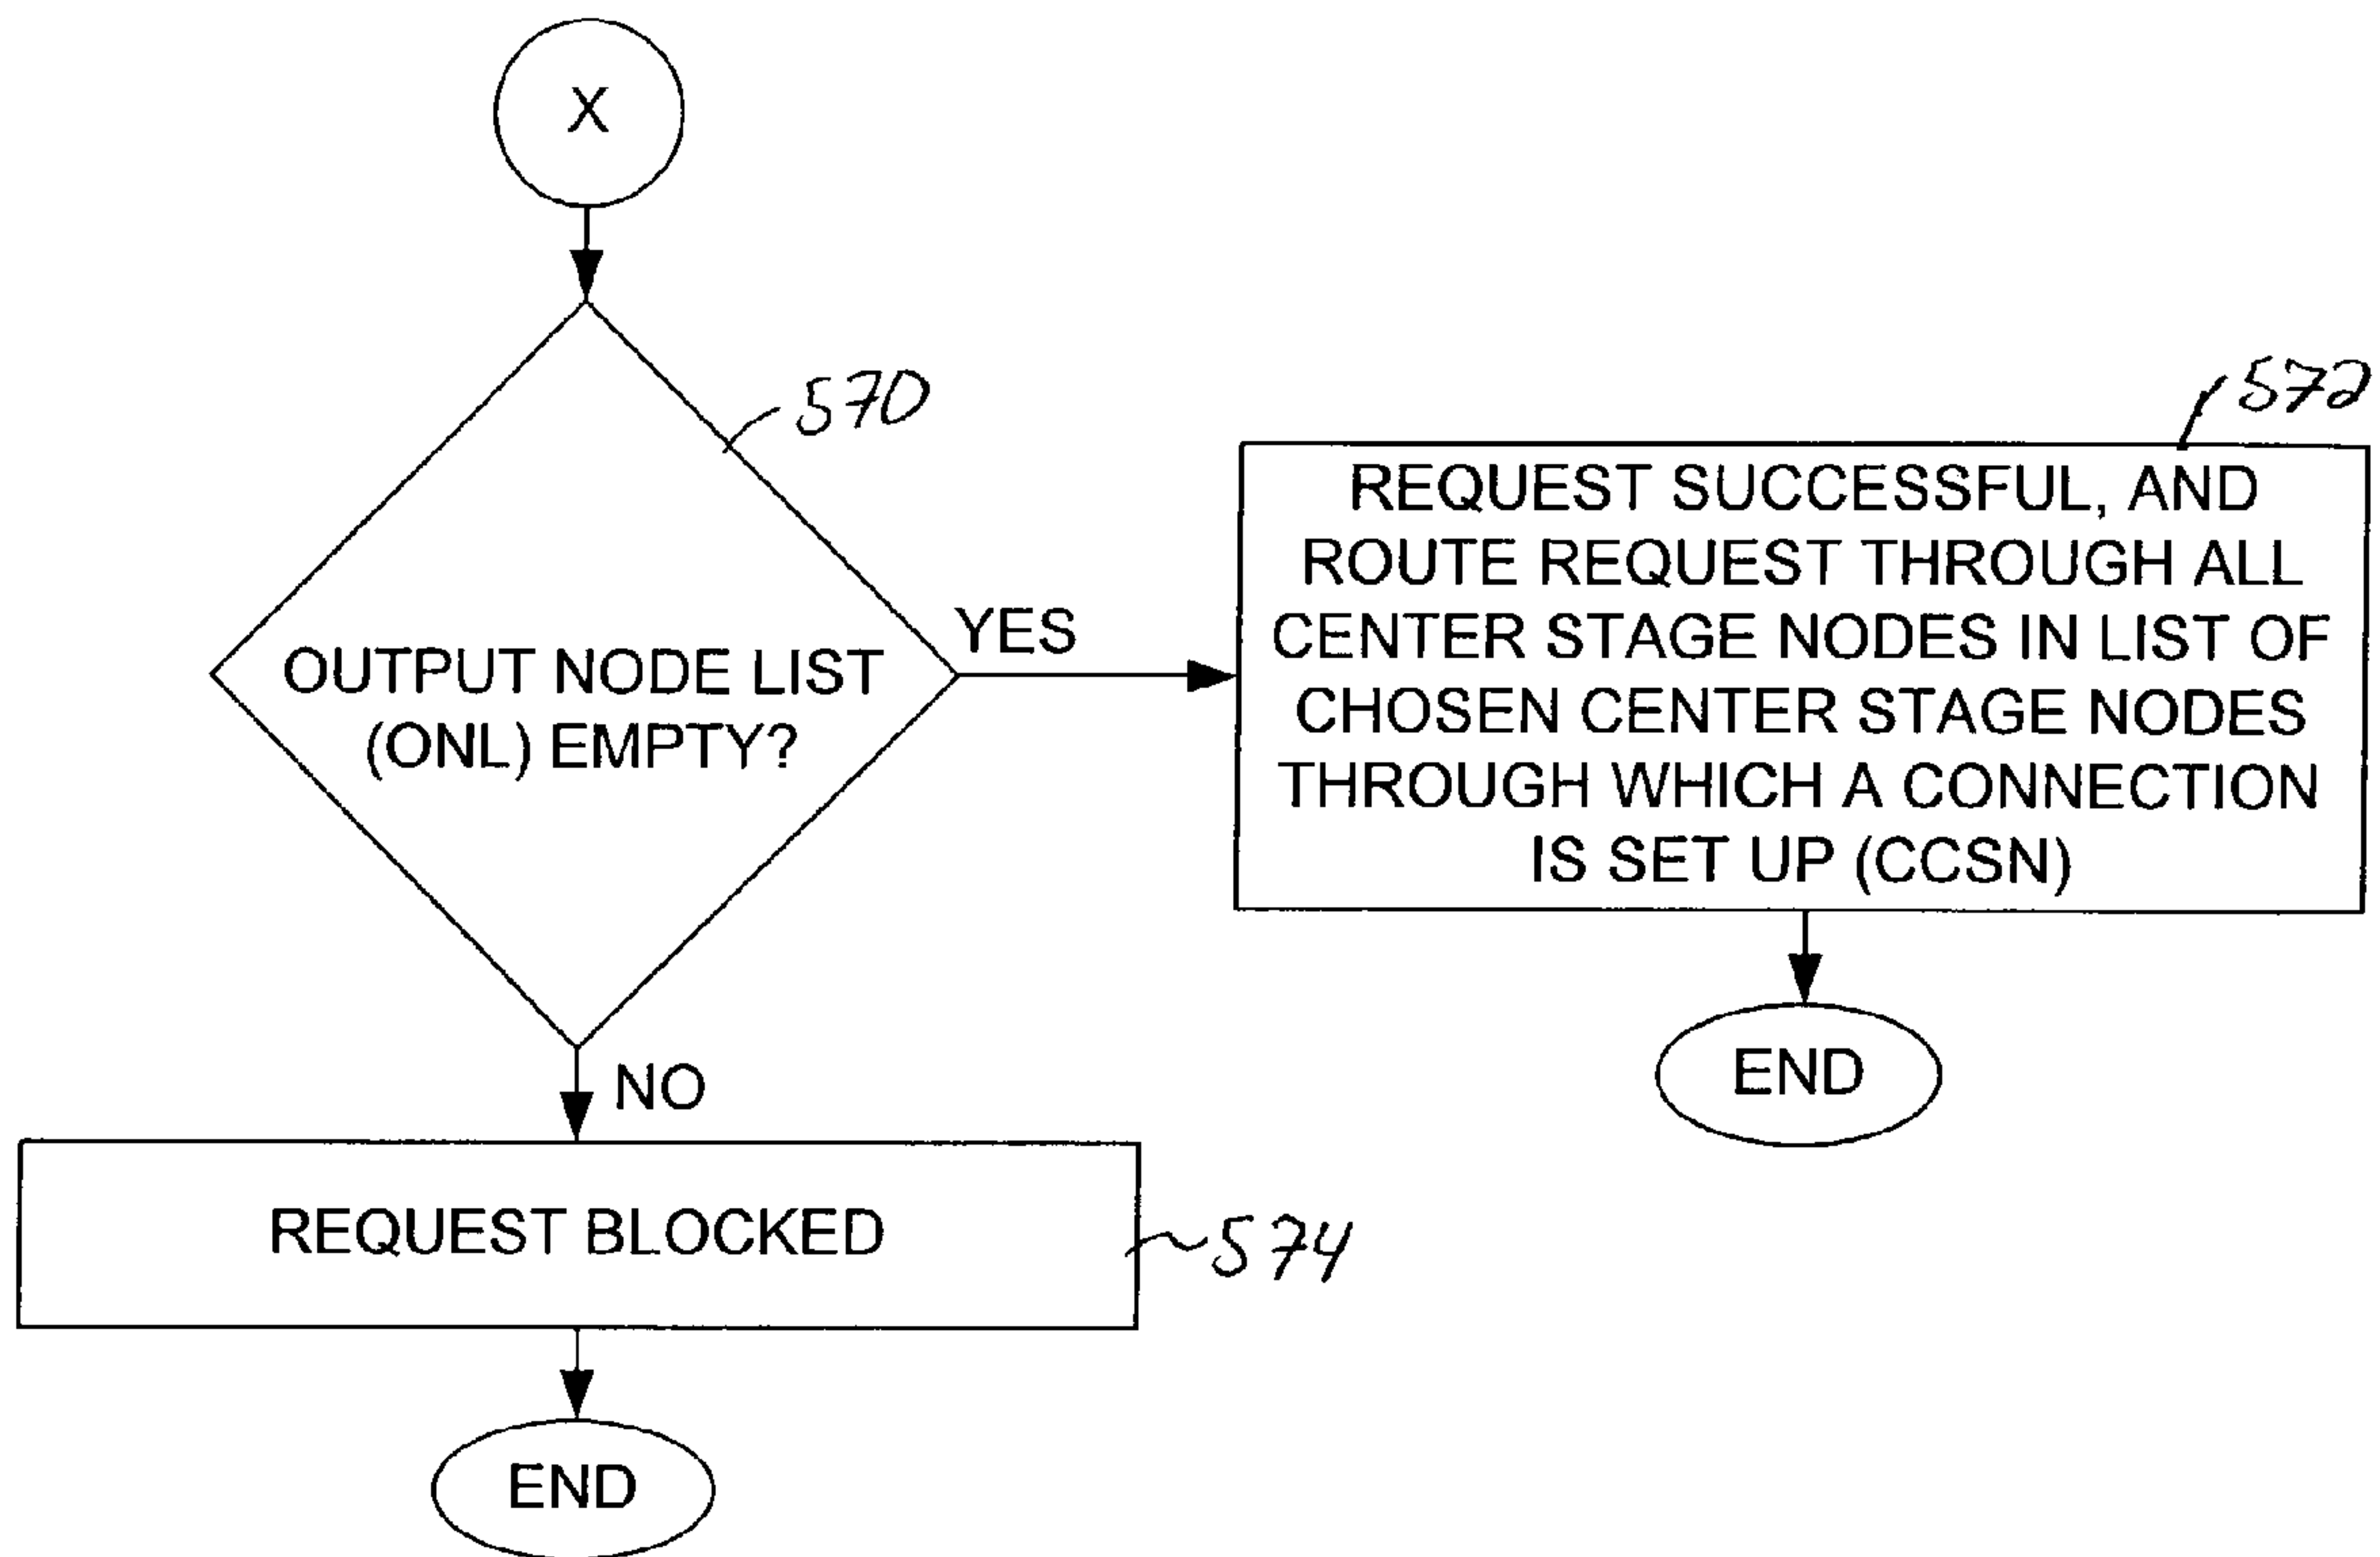 X
570
OUTPUT NODE LIST
(ONL) EMPTY?
YES
572
REQUEST SUCCESSFUL, AND
ROUTE REQUEST THROUGH ALL
CENTER STAGE NODES IN LIST OF
CHOSEN CENTER STAGE NODES
THROUGH WHICH A CONNECTION
IS SET UP (CCSN)
END
NO
REQUEST BLOCKED
574
END